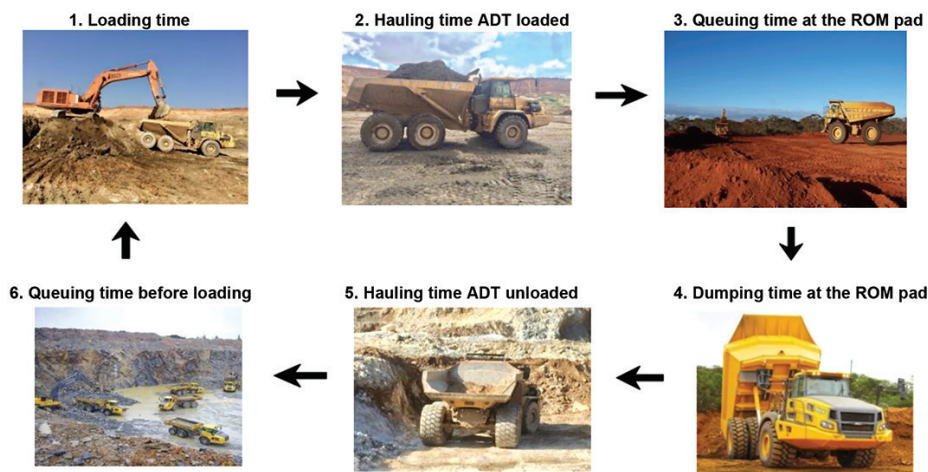 1. Loading time
2. Hauling time ADT loaded
3. Queuing time at the ROM pad
6. Queuing time before loading
5. Hauling time ADT unloaded
4. Dumping time at the ROM pad